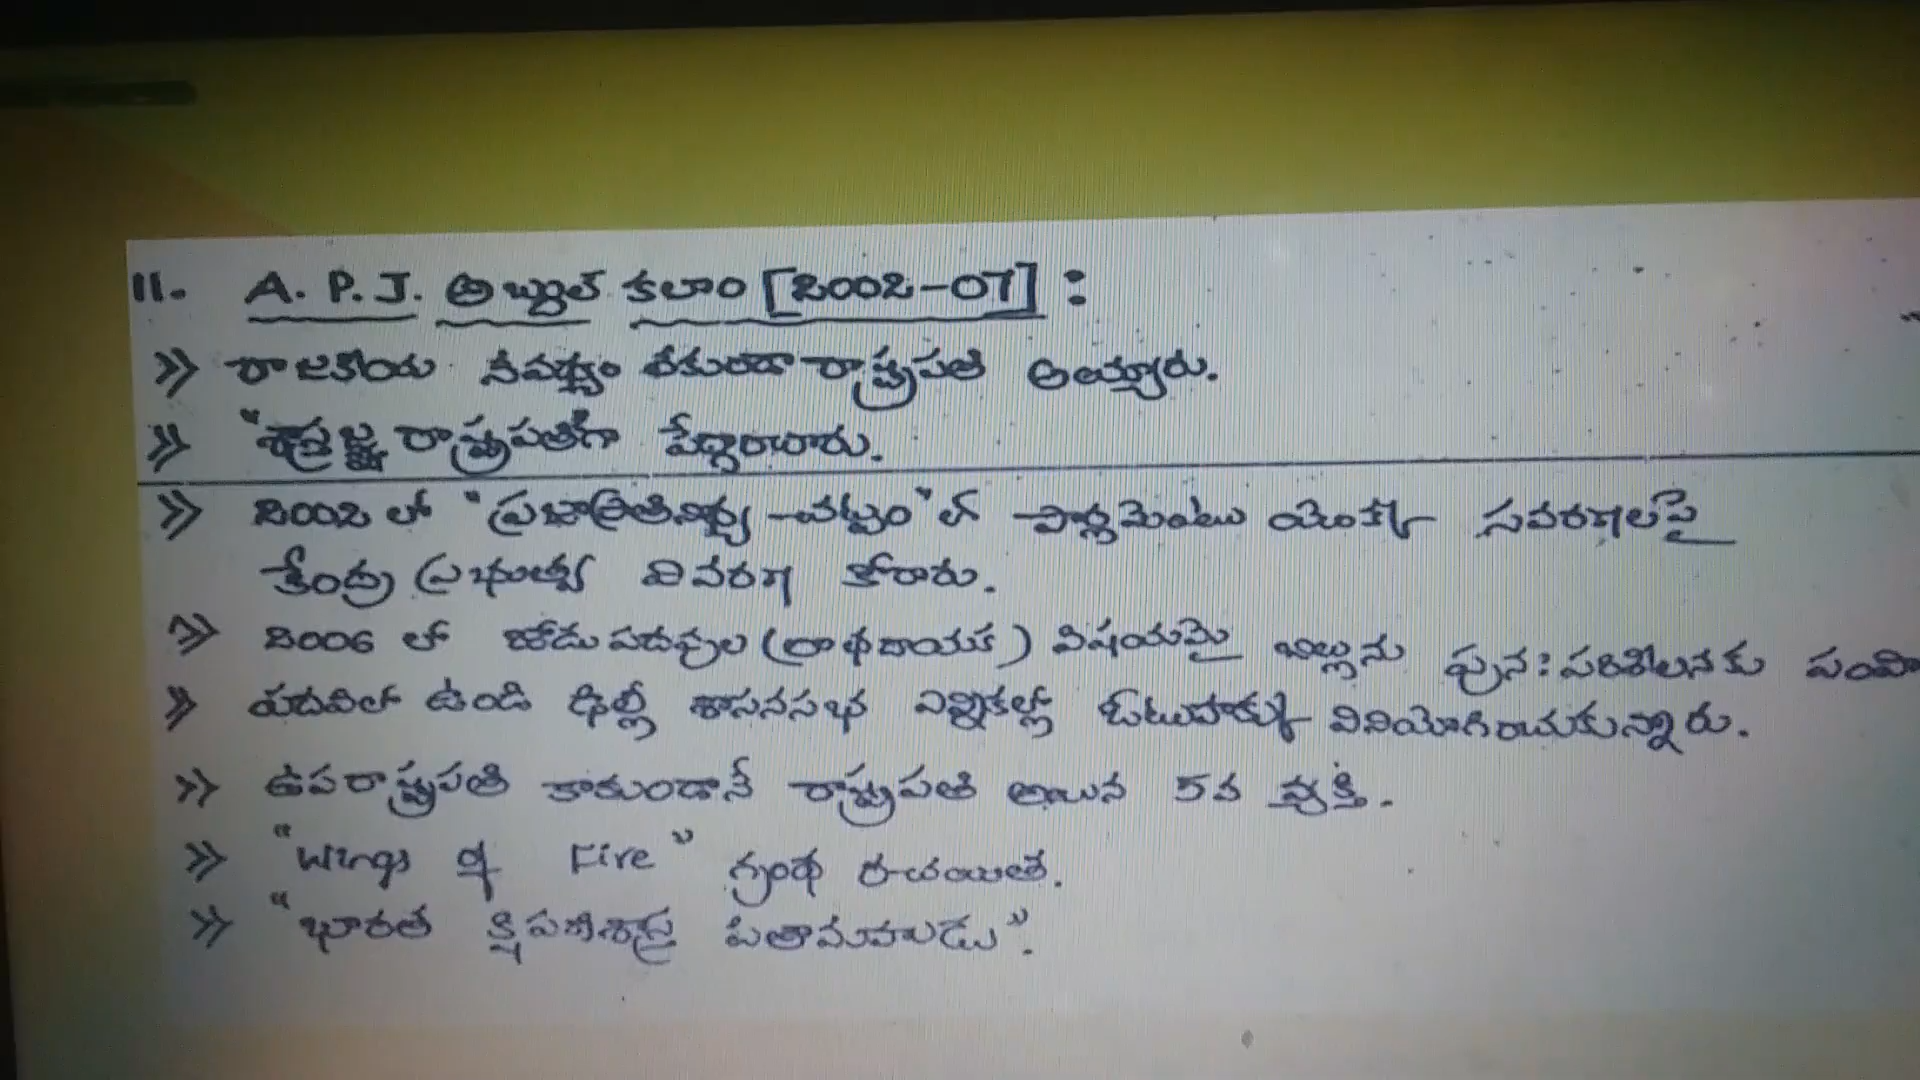 11. A. P. J. అబ్దుల్ కలాం [2002-07] :
» రాజకీయ నేపథ్యం లేకుండా రాష్ట్రపతి అయ్యారు.
» "శాస్త్రజ్ఞ రాష్ట్రపతి"గా పేర్గాంచారు.
» 2002 లో "ప్రజాప్రాతినిధ్య చట్టం"లో పార్లమెంటు యొక్క సవరణలపై
కేంద్ర ప్రభుత్వ వివరణ కోరారు.
» 2006 లో జోడు పదవుల (లాభదాయక) విషయమై బిల్లును పున:పరిశీలనకు
» పదవిలో ఉండి ఢిల్లీ శాసనసభ ఎన్నికల్లో ఓటుహక్కు వినియోగించుకున్నారు.
» ఉపరాష్ట్రపతి కాకుండానే రాష్ట్రపతి అయిన 5వ వ్యక్తి.
» "Wings of Fire" గ్రంథ రచయిత.
» "భారత క్షిపణిశాస్త్ర పితామహుడు".